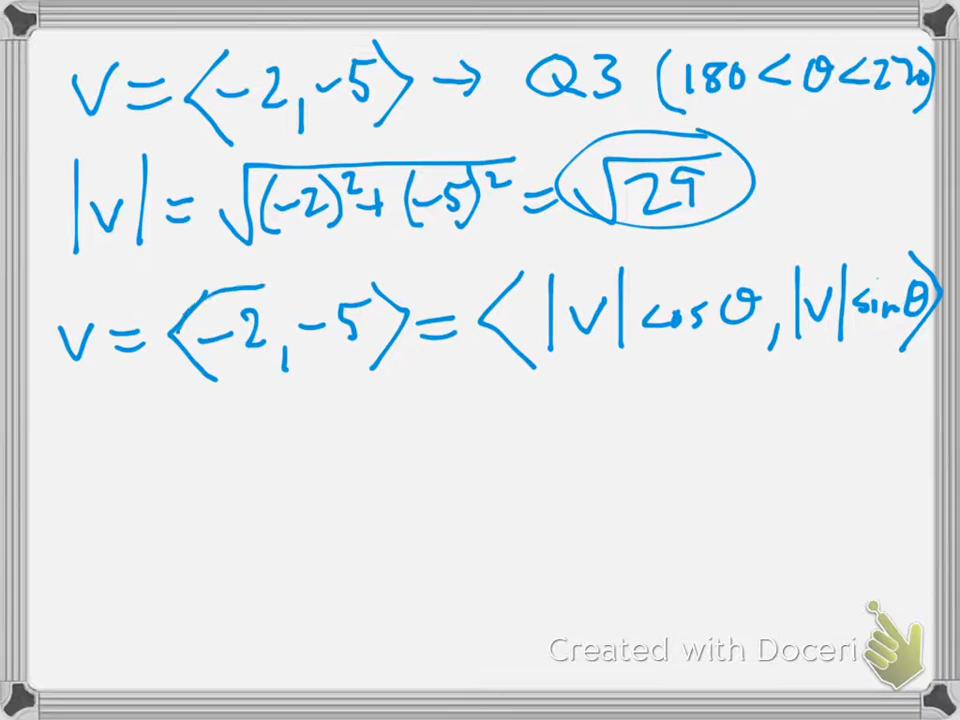 v = ⟨-2, -5⟩ → Q3 (180 < θ < 270)
|v| = √((-2)² + (-5)²) = √29
v = ⟨-2, -5⟩ = ⟨|v| cos θ, |v| sin θ⟩
Created with Doceri